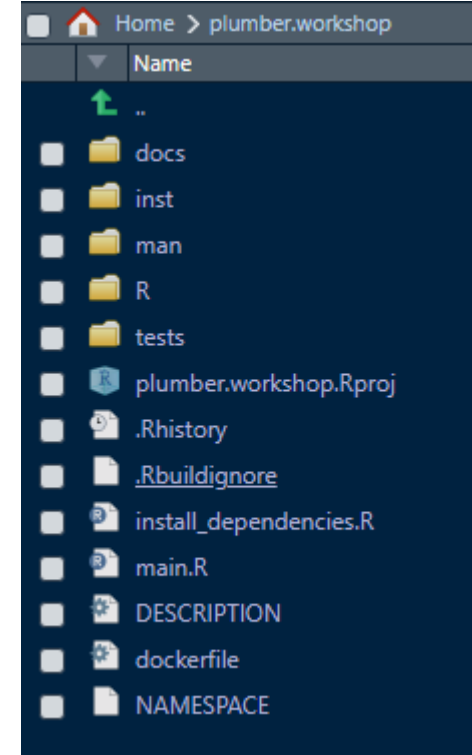 Home > plumber.workshop
Name
..
docs
inst
man
R
tests
plumber.workshop.Rproj
.Rhistory
.Rbuildignore
install_dependencies.R
main.R
DESCRIPTION
dockerfile
NAMESPACE